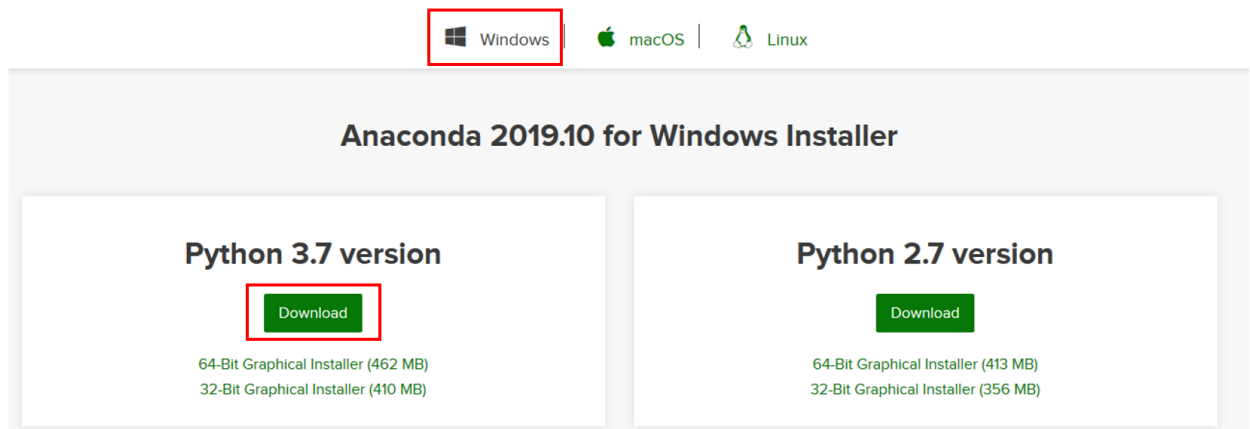 Windows macOS Linux
Anaconda 2019.10 for Windows Installer
Python 3.7 version
Download
64-Bit Graphical Installer (462 MB)
32-Bit Graphical Installer (410 MB)
Python 2.7 version
Download
64-Bit Graphical Installer (413 MB)
32-Bit Graphical Installer (356 MB)